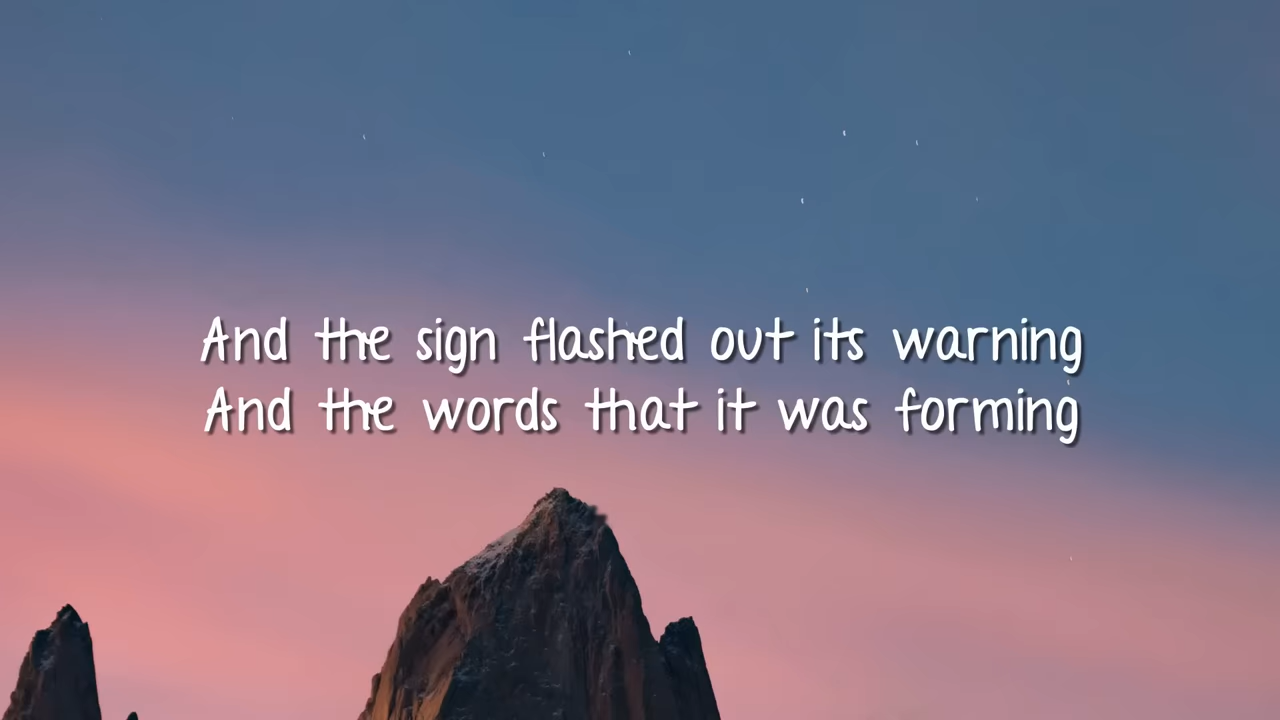 And the sign flashed out its warning
And the words that it was forming